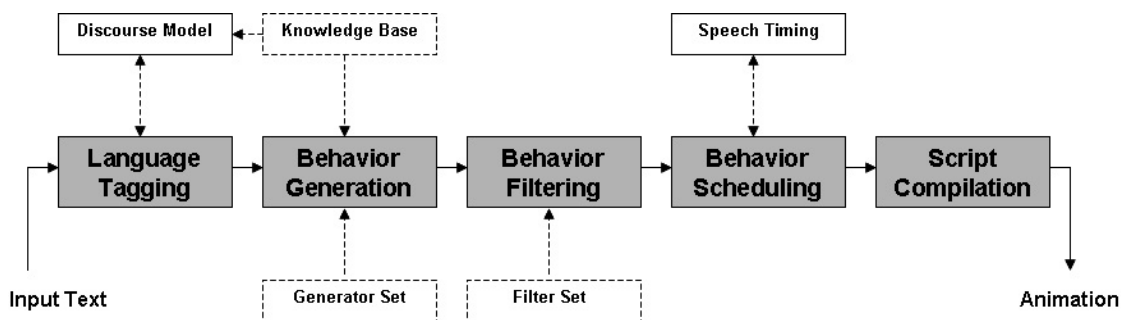 Discourse Model
Knowledge Base
Speech Timing
Language
Tagging
Behavior
Generation
Behavior
Filtering
Behavior
Scheduling
Script
Compilation
Input Text
Generator Set
Filter Set
Animation